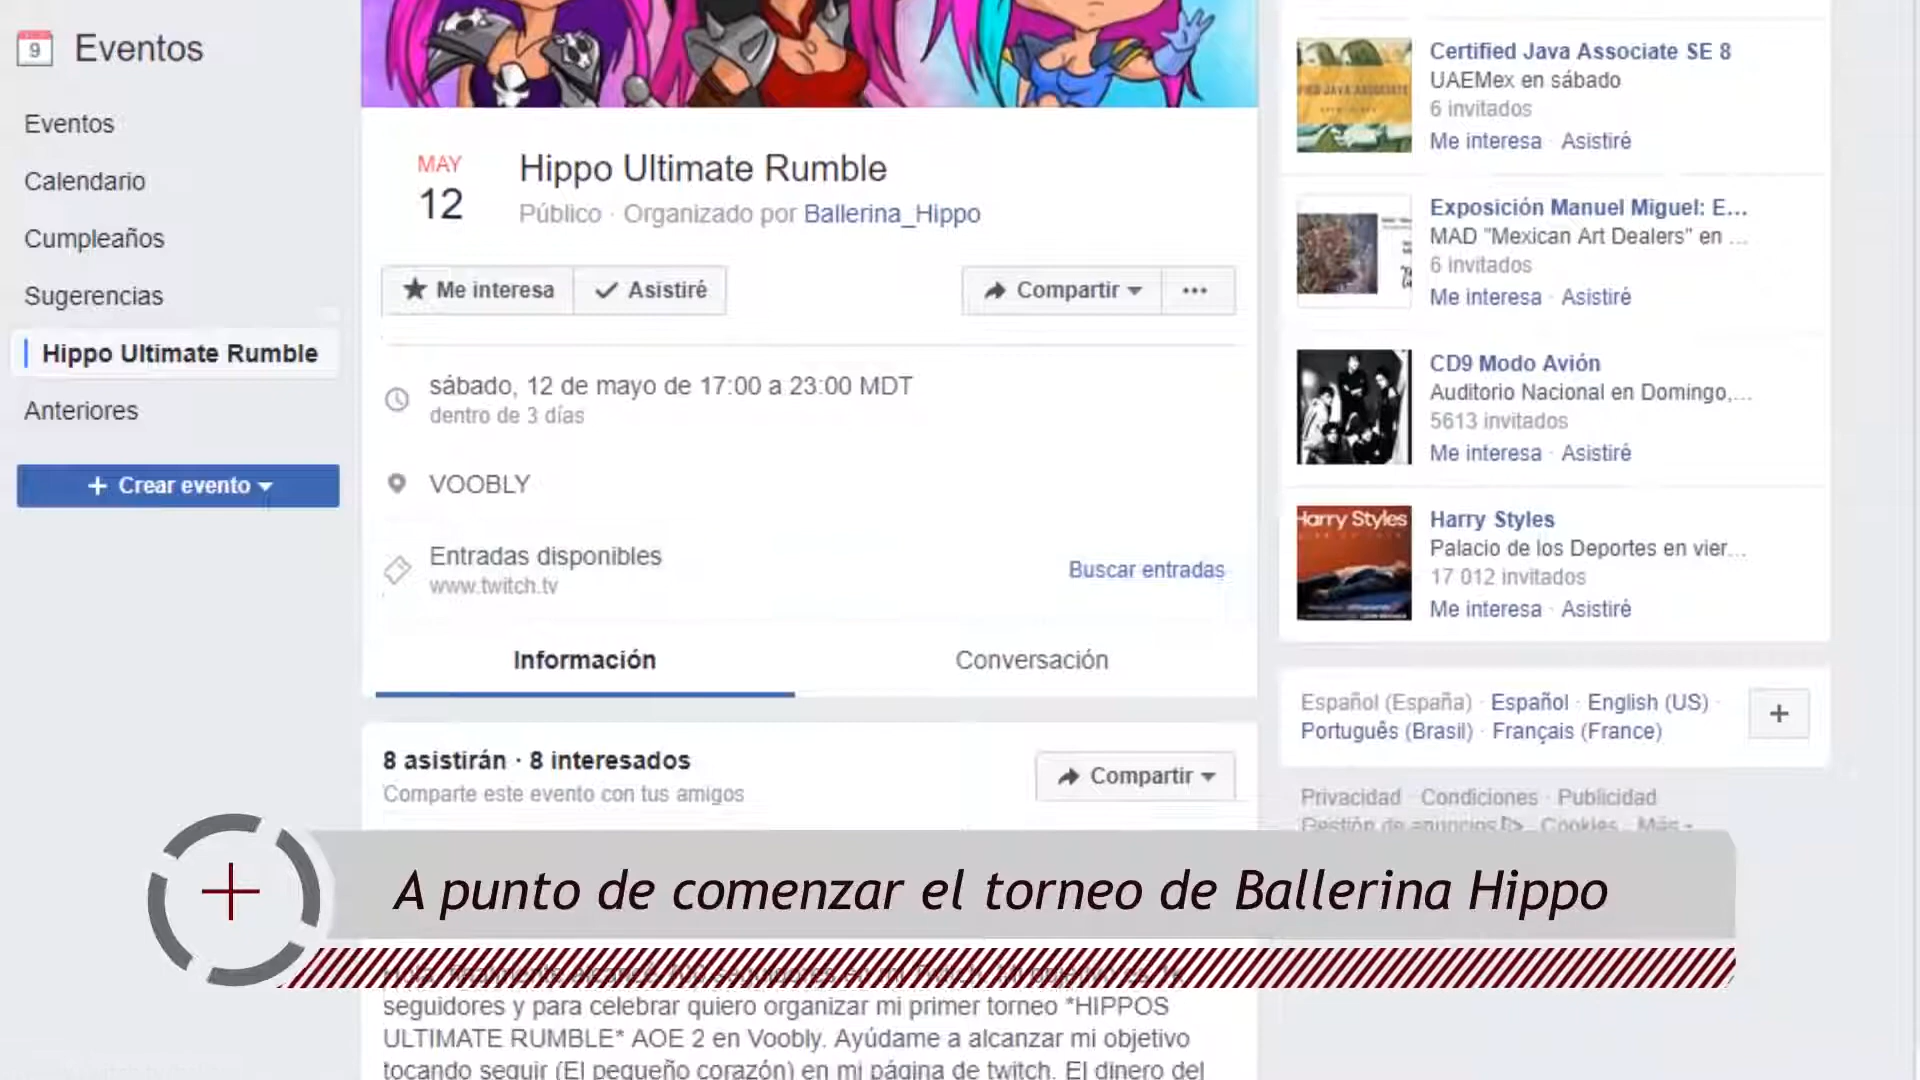 9 Eventos
Eventos
Calendario
Cumpleaños
Sugerencias
Hippo Ultimate Rumble
Anteriores
+ Crear evento
MAY
12
Hippo Ultimate Rumble
Público · Organizado por Ballerina_Hippo
Me interesa
Asistiré
Compartir
sábado, 12 de mayo de 17:00 a 23:00 MDT
dentro de 3 días
VOOBLY
Entradas disponibles
www.twitch.tv
Buscar entradas
Información
Conversación
8 asistirán · 8 interesados
Comparte este evento con tus amigos
Compartir
seguidores y para celebrar quiero organizar mi primer torneo *HIPPOS
ULTIMATE RUMBLE* AOE 2 en Voobly. Ayúdame a alcanzar mi objetivo
tocando seguir (El pequeño corazón) en mi página de twitch. El dinero del
Certified Java Associate SE 8
UAEMex en sábado
6 invitados
Me interesa · Asistiré
Exposición Manuel Miguel: E...
MAD "Mexican Art Dealers" en ...
6 invitados
Me interesa · Asistiré
CD9 Modo Avión
Auditorio Nacional en Domingo,...
5613 invitados
Me interesa · Asistiré
Harry Styles
Harry Styles
Palacio de los Deportes en vier...
17 012 invitados
Me interesa · Asistiré
Español (España) · Español · English (US) ·
Português (Brasil) · Français (France)
+
Privacidad · Condiciones · Publicidad
Gestión de anuncios · Cookies · Más
A punto de comenzar el torneo de Ballerina Hippo